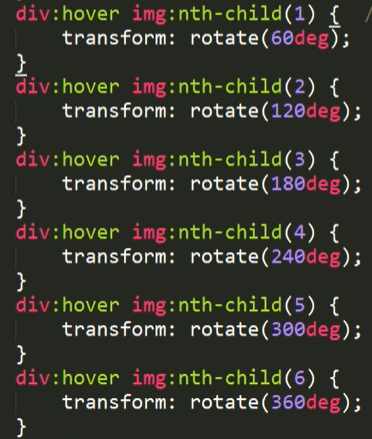 div:hover img:nth-child(1) {
    transform: rotate(60deg);
}
div:hover img:nth-child(2) {
    transform: rotate(120deg);
}
div:hover img:nth-child(3) {
    transform: rotate(180deg);
}
div:hover img:nth-child(4) {
    transform: rotate(240deg);
}
div:hover img:nth-child(5) {
    transform: rotate(300deg);
}
div:hover img:nth-child(6) {
    transform: rotate(360deg);
}